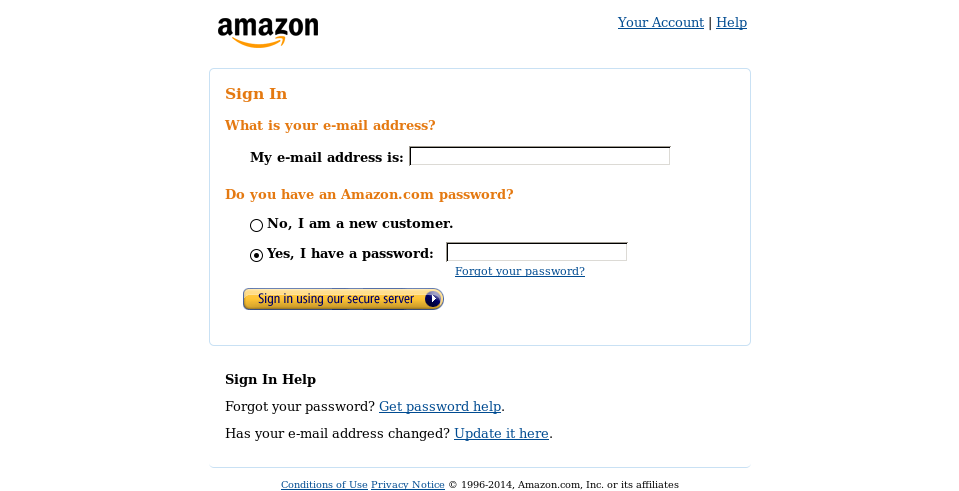 amazon
Your Account | Help
Sign In
What is your e-mail address?
My e-mail address is:
Do you have an Amazon.com password?
No, I am a new customer.
Yes, I have a password:
Forgot your password?
Sign in using our secure server
Sign In Help
Forgot your password? Get password help.
Has your e-mail address changed? Update it here.
Conditions of Use Privacy Notice © 1996-2014, Amazon.com, Inc. or its affiliates